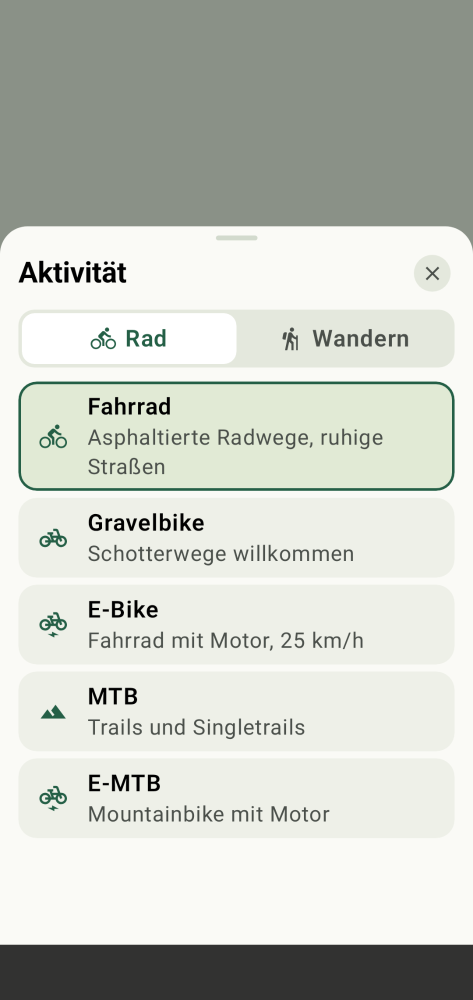 Aktivität
Rad
Wandern
Fahrrad
Asphaltierte Radwege, ruhige
Straßen
Gravelbike
Schotterwege willkommen
E-Bike
Fahrrad mit Motor, 25 km/h
MTB
Trails und Singletrails
E-MTB
Mountainbike mit Motor